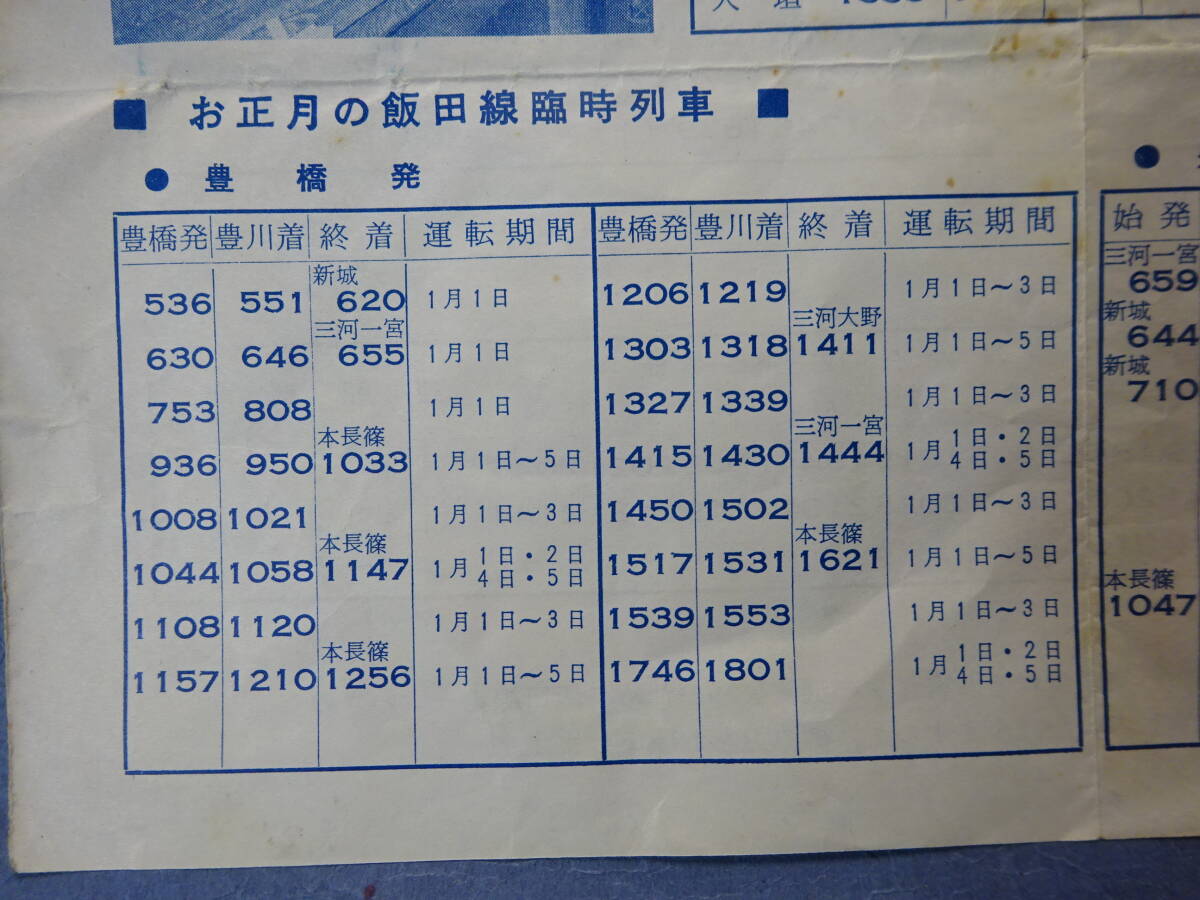 1333
■ お正月の飯田線臨時列車 ■
● 豊橋発
豊橋発 豊川着 終着 運転期間
新城
536 551 620 1月1日
三河一宮
630 646 655 1月1日
753 808 1月1日
本長篠
936 950 1033 1月1日～5日
1008 1021 1月1日～3日
本長篠
1044 1058 1147 1月 1日・2日
4日・5日
1108 1120 1月1日～3日
本長篠
1157 1210 1256 1月1日～5日
豊橋発 豊川着 終着 運転期間
1206 1219 1月1日～3日
三河大野
1303 1318 1411 1月1日～5日
1327 1339 1月1日～3日
三河一宮
1415 1430 1444 1月 1日・2日
4日・5日
1450 1502 1月1日～3日
本長篠
1517 1531 1621 1月1日～5日
1539 1553 1月1日～3日
1746 1801 1月 1日・2日
4日・5日
●
始発
三河一宮
659
新城
644
新城
710
本長篠
1047